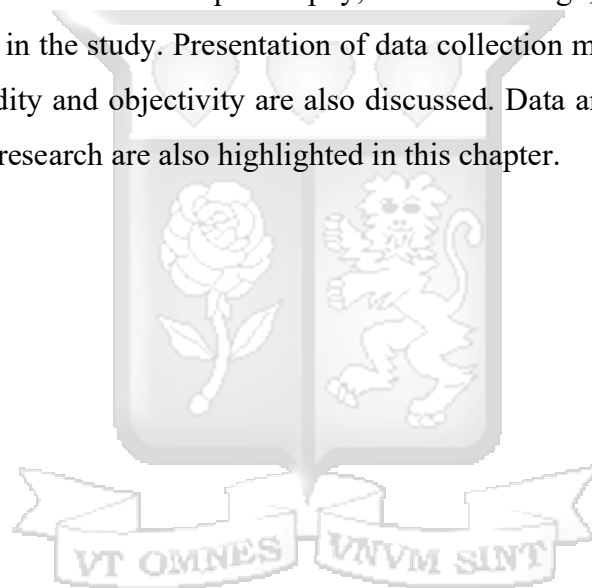 in the study. Presentation of data collection m
dity and objectivity are also discussed. Data an
research are also highlighted in this chapter.
VT OMNES VNVM SINT